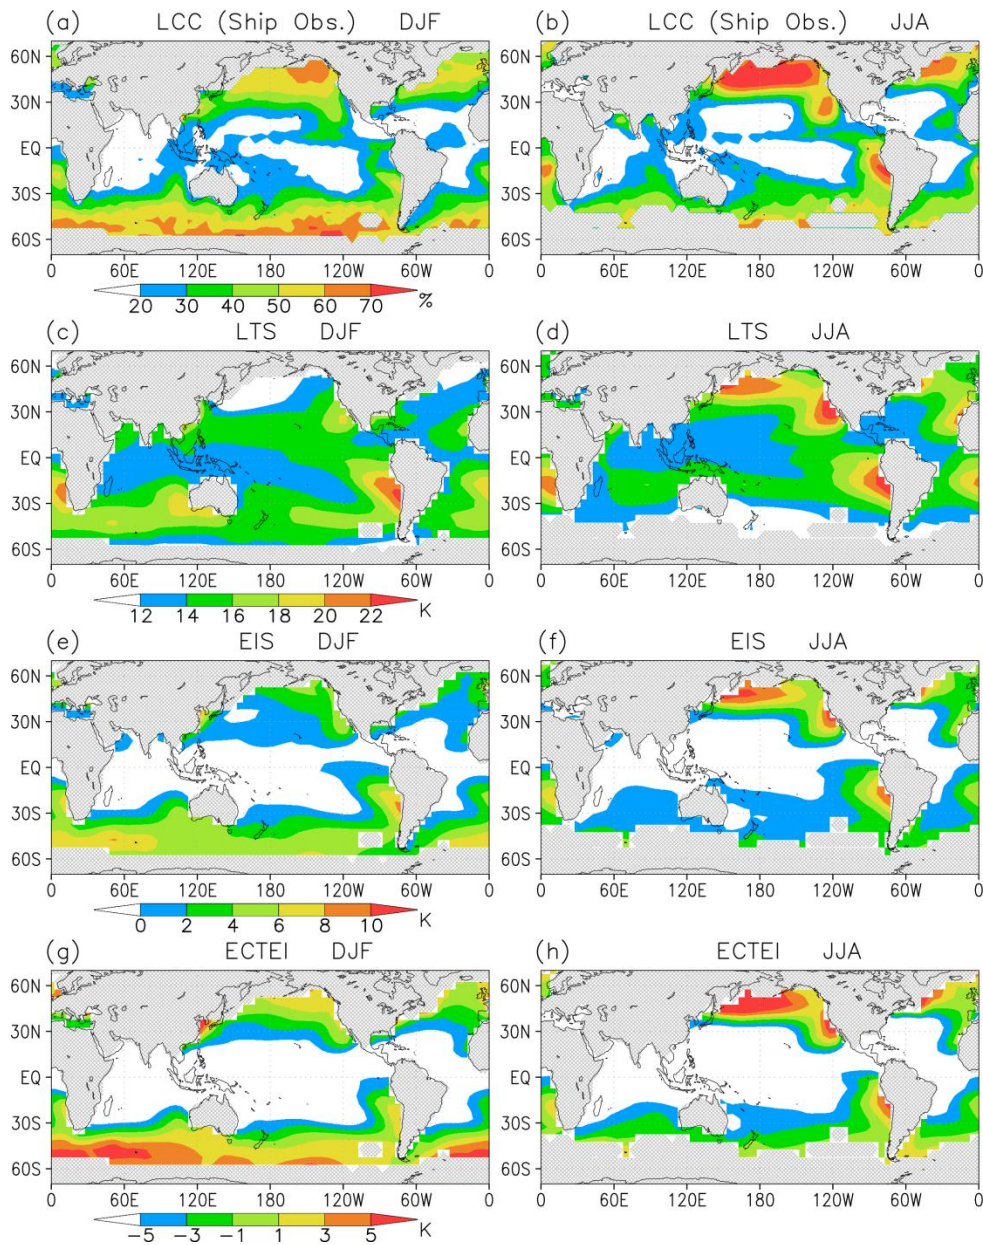 (a) LCC (Ship Obs.) DJF
(b) LCC (Ship Obs.) JJA
60N
30N
EQ
30S
60S
0 60E 120E 180 120W 60W 0
60N
30N
EQ
30S
60S
0 60E 120E 180 120W 60W 0
20 30 40 50 60 70 %
(c) LTS DJF
(d) LTS JJA
60N
30N
EQ
30S
60S
0 60E 120E 180 120W 60W 0
60N
30N
EQ
30S
60S
0 60E 120E 180 120W 60W 0
12 14 16 18 20 22 K
(e) EIS DJF
(f) EIS JJA
60N
30N
EQ
30S
60S
0 60E 120E 180 120W 60W 0
60N
30N
EQ
30S
60S
0 60E 120E 180 120W 60W 0
0 2 4 6 8 10 K
(g) ECTEI DJF
(h) ECTEI JJA
60N
30N
EQ
30S
60S
0 60E 120E 180 120W 60W 0
60N
30N
EQ
30S
60S
0 60E 120E 180 120W 60W 0
−5 −3 −1 1 3 5 K